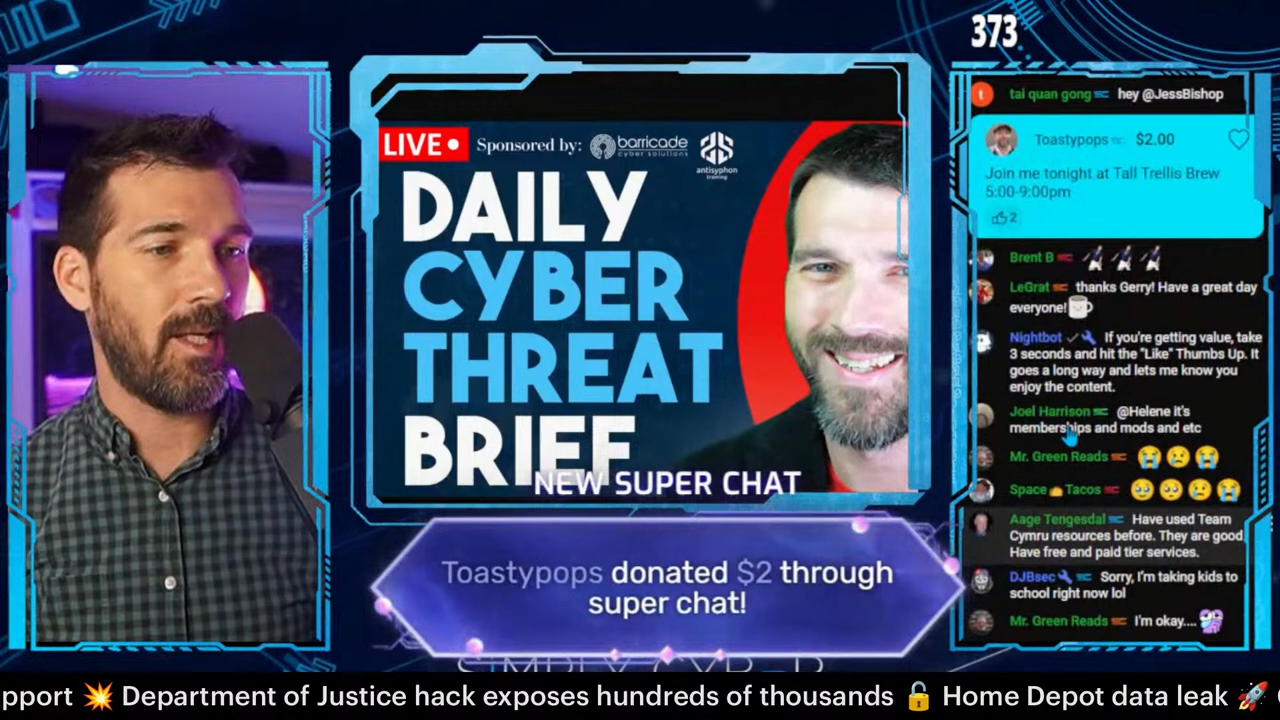 373
LIVE
Sponsored by:
barricade
cyber solutions
antisyphon
training
DAILY
CYBER
THREAT
BRIEF
NEW SUPER CHAT
Toastypops donated $2 through
super chat!
SIMPLY CYBER
t tai quan gong hey @JessBishop
Toastypops $2.00
Join me tonight at Tall Trellis Brew
5:00-9:00pm
2
Brent B
LeGrat thanks Gerry! Have a great day
everyone!
Nightbot If you're getting value, take
3 seconds and hit the "Like" Thumbs Up. It
goes a long way and lets me know you
enjoy the content.
Joel Harrison @Helene it's
memberships and mods and etc
Mr. Green Reads 😭😢😭
Space🌮Tacos 🥺🥺😢😭
Aage Tengesdal Have used Team
Cymru resources before. They are good
Have free and paid tier services.
DJBsec Sorry, I'm taking kids to
school right now lol
Mr. Green Reads I'm okay....
pport 💥 Department of Justice hack exposes hundreds of thousands 🔓 Home Depot data leak 🚀